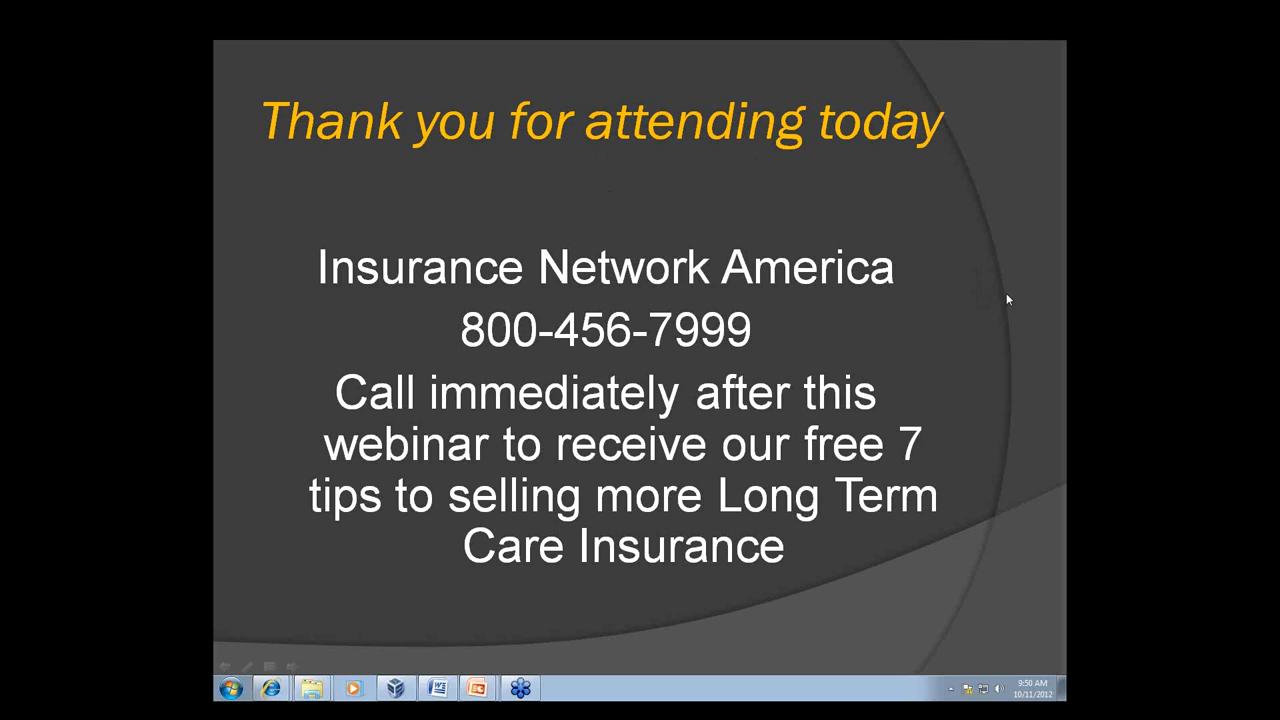 Thank you for attending today
Insurance Network America
800-456-7999
Call immediately after this
webinar to receive our free 7
tips to selling more Long Term
Care Insurance
9:50 AM
10/11/2012